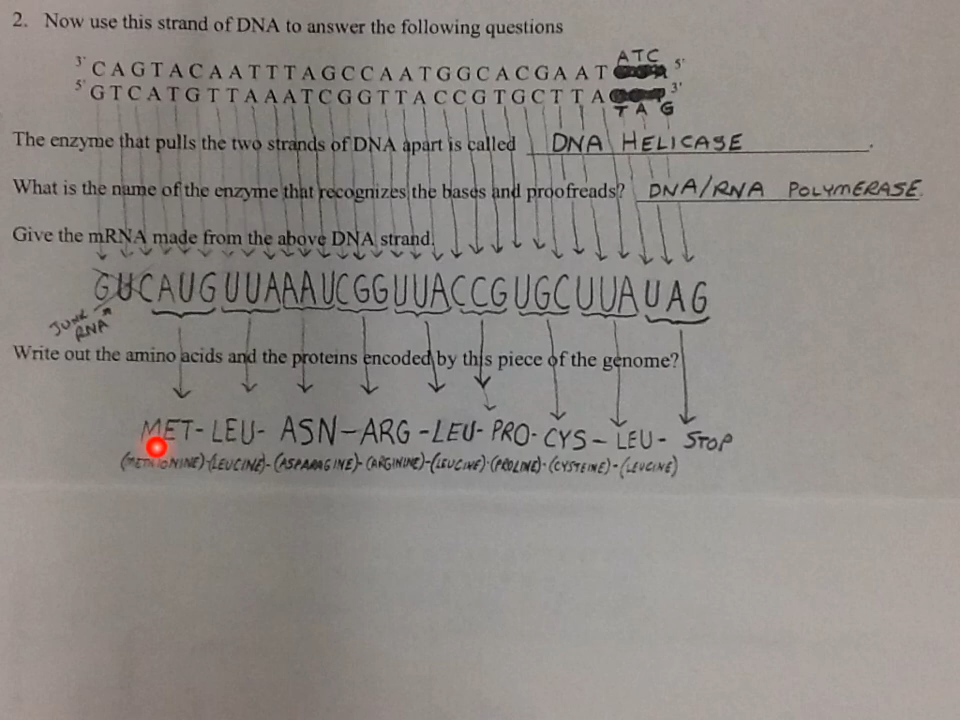 2. Now use this strand of DNA to answer the following questions
ATC
3' CAGTACAATTTAGCCAATGGCACGAAT 5'
5' GTCATGTTAAATCGGTTACCGTGCTTA 3'
TAG
The enzyme that pulls the two strands of DNA apart is called DNA HELICASE.
What is the name of the enzyme that recognizes the bases and proofreads? DNA/RNA POLYMERASE.
Give the mRNA made from the above DNA strand.
GUCAUGUUAAAUCGGUUACCGUGCUUAUAG
JUNK RNA
Write out the amino acids and the proteins encoded by this piece of the genome?
MET-LEU-ASN-ARG-LEU-PRO-CYS-LEU-STOP
(METHIONINE)-(LEUCINE)-(ASPARAGINE)-(ARGININE)-(LEUCINE)-(PROLINE)-(CYSTEINE)-(LEUCINE)